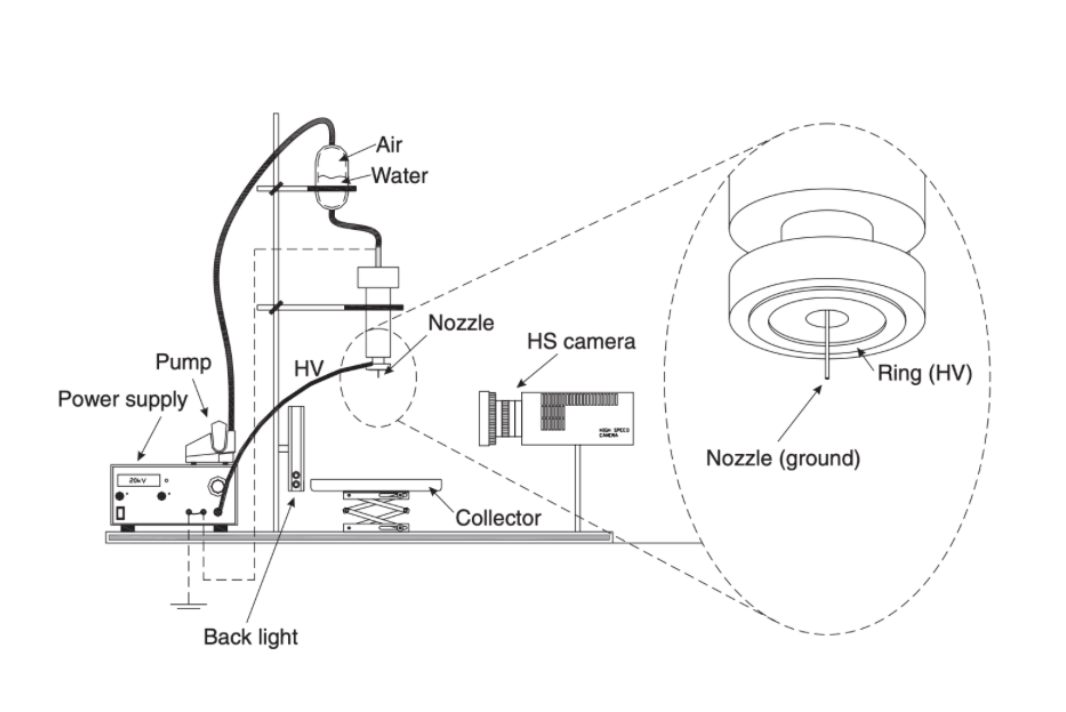 Air
Water
Nozzle
HS camera
Pump
HV
Power supply
Ring (HV)
HIGH SPEED
CAMERA
Nozzle (ground)
20kV
Collector
Back light